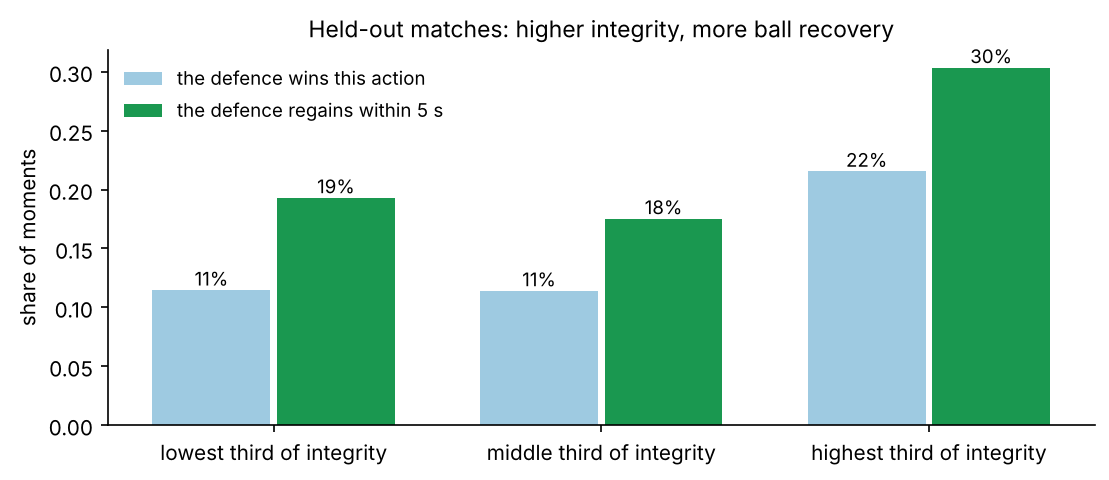 Held-out matches: higher integrity, more ball recovery
the defence wins this action
the defence regains within 5 s
share of moments
0.30
0.25
0.20
0.15
0.10
0.05
0.00
11%
19%
11%
18%
22%
30%
lowest third of integrity
middle third of integrity
highest third of integrity